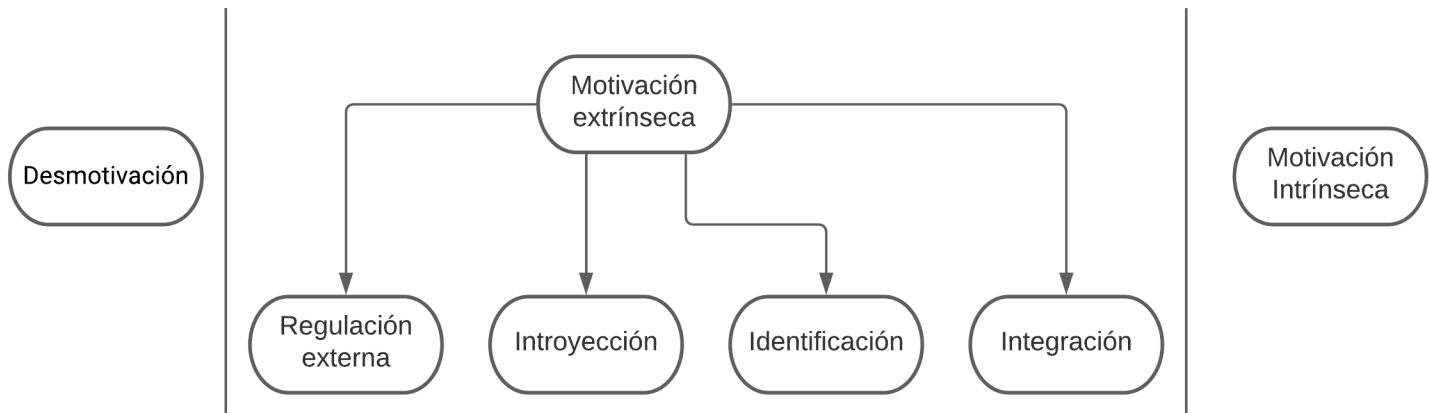 Motivación
extrínseca
Desmotivación
Motivación
Intrínseca
Regulación
externa
Introyección
Identificación
Integración